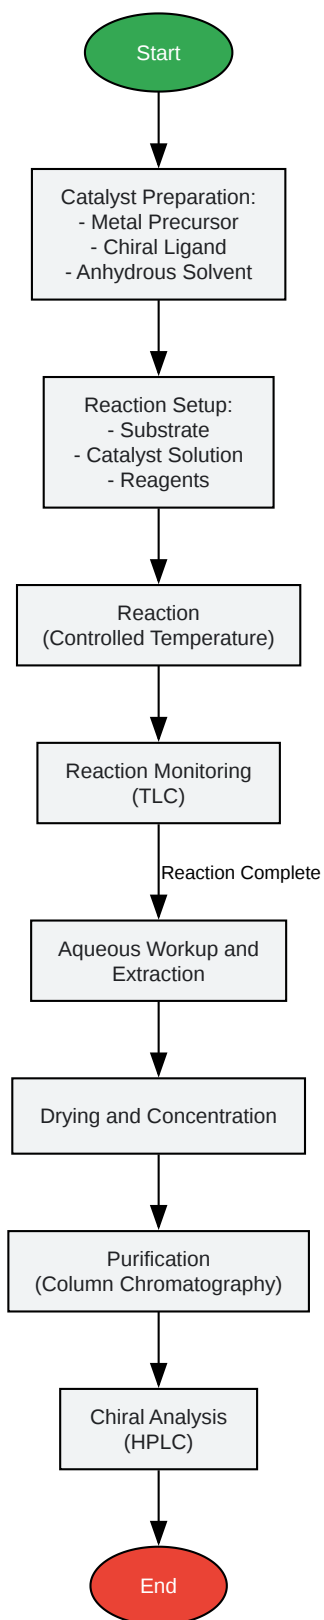 Start
Catalyst Preparation:
- Metal Precursor
- Chiral Ligand
- Anhydrous Solvent
Reaction Setup:
- Substrate
- Catalyst Solution
- Reagents
Reaction
(Controlled Temperature)
Reaction Monitoring
(TLC)
Reaction Complete
Aqueous Workup and
Extraction
Drying and Concentration
Purification
(Column Chromatography)
Chiral Analysis
(HPLC)
End